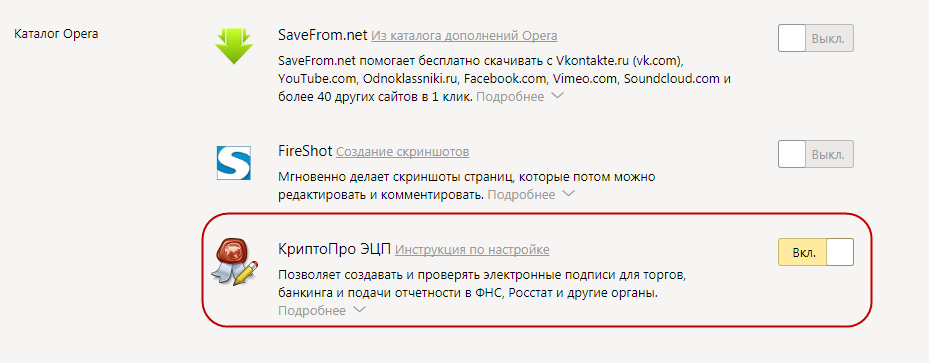 Каталог Opera
SaveFrom.net Из каталога дополнений Opera
Выкл.
SaveFrom.net помогает бесплатно скачивать с Vkontakte.ru (vk.com),
YouTube.com, Odnoklassniki.ru, Facebook.com, Vimeo.com, Soundcloud.com и
более 40 других сайтов в 1 клик. Подробнее
FireShot Создание скриншотов
Выкл.
Мгновенно делает скриншоты страниц, которые потом можно
редактировать и комментировать. Подробнее
КриптоПро ЭЦП Инструкция по настройке
Вкл.
Позволяет создавать и проверять электронные подписи для торгов,
банкинга и подачи отчетности в ФНС, Росстат и другие органы.
Подробнее